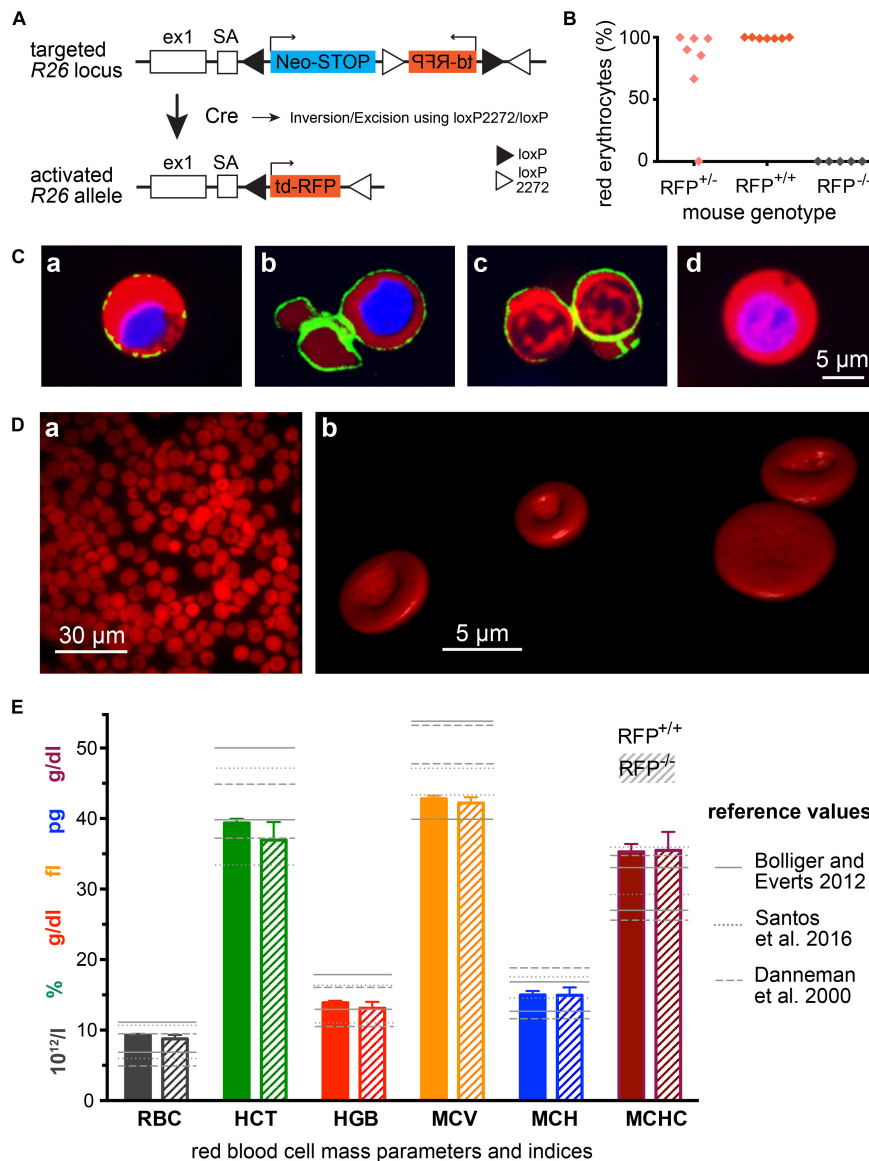 A
targeted
R26 locus
ex1
SA
Neo-STOP
td-RFP
Cre
Inversion/Excision using loxP2272/loxP
activated
R26 allele
ex1
SA
td-RFP
loxP
loxP
2272
B
red erythrocytes (%)
100
50
0
RFP+/-
RFP+/+
RFP-/-
mouse genotype
C
a
b
c
d
5 µm
D
a
30 µm
b
5 µm
E
10^12/l % g/dl fl pg g/dl
50
40
30
20
10
0
RBC
HCT
HGB
MCV
MCH
MCHC
red blood cell mass parameters and indices
RFP+/+
RFP-/-
reference values
Bolliger and
Everts 2012
Santos
et al. 2016
Danneman
et al. 2000